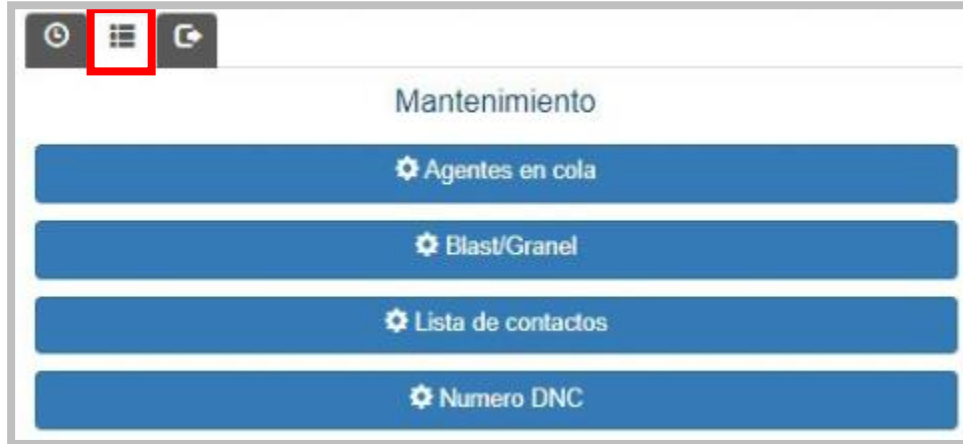 Mantenimiento
Agentes en cola
Blast/Granel
Lista de contactos
Numero DNC